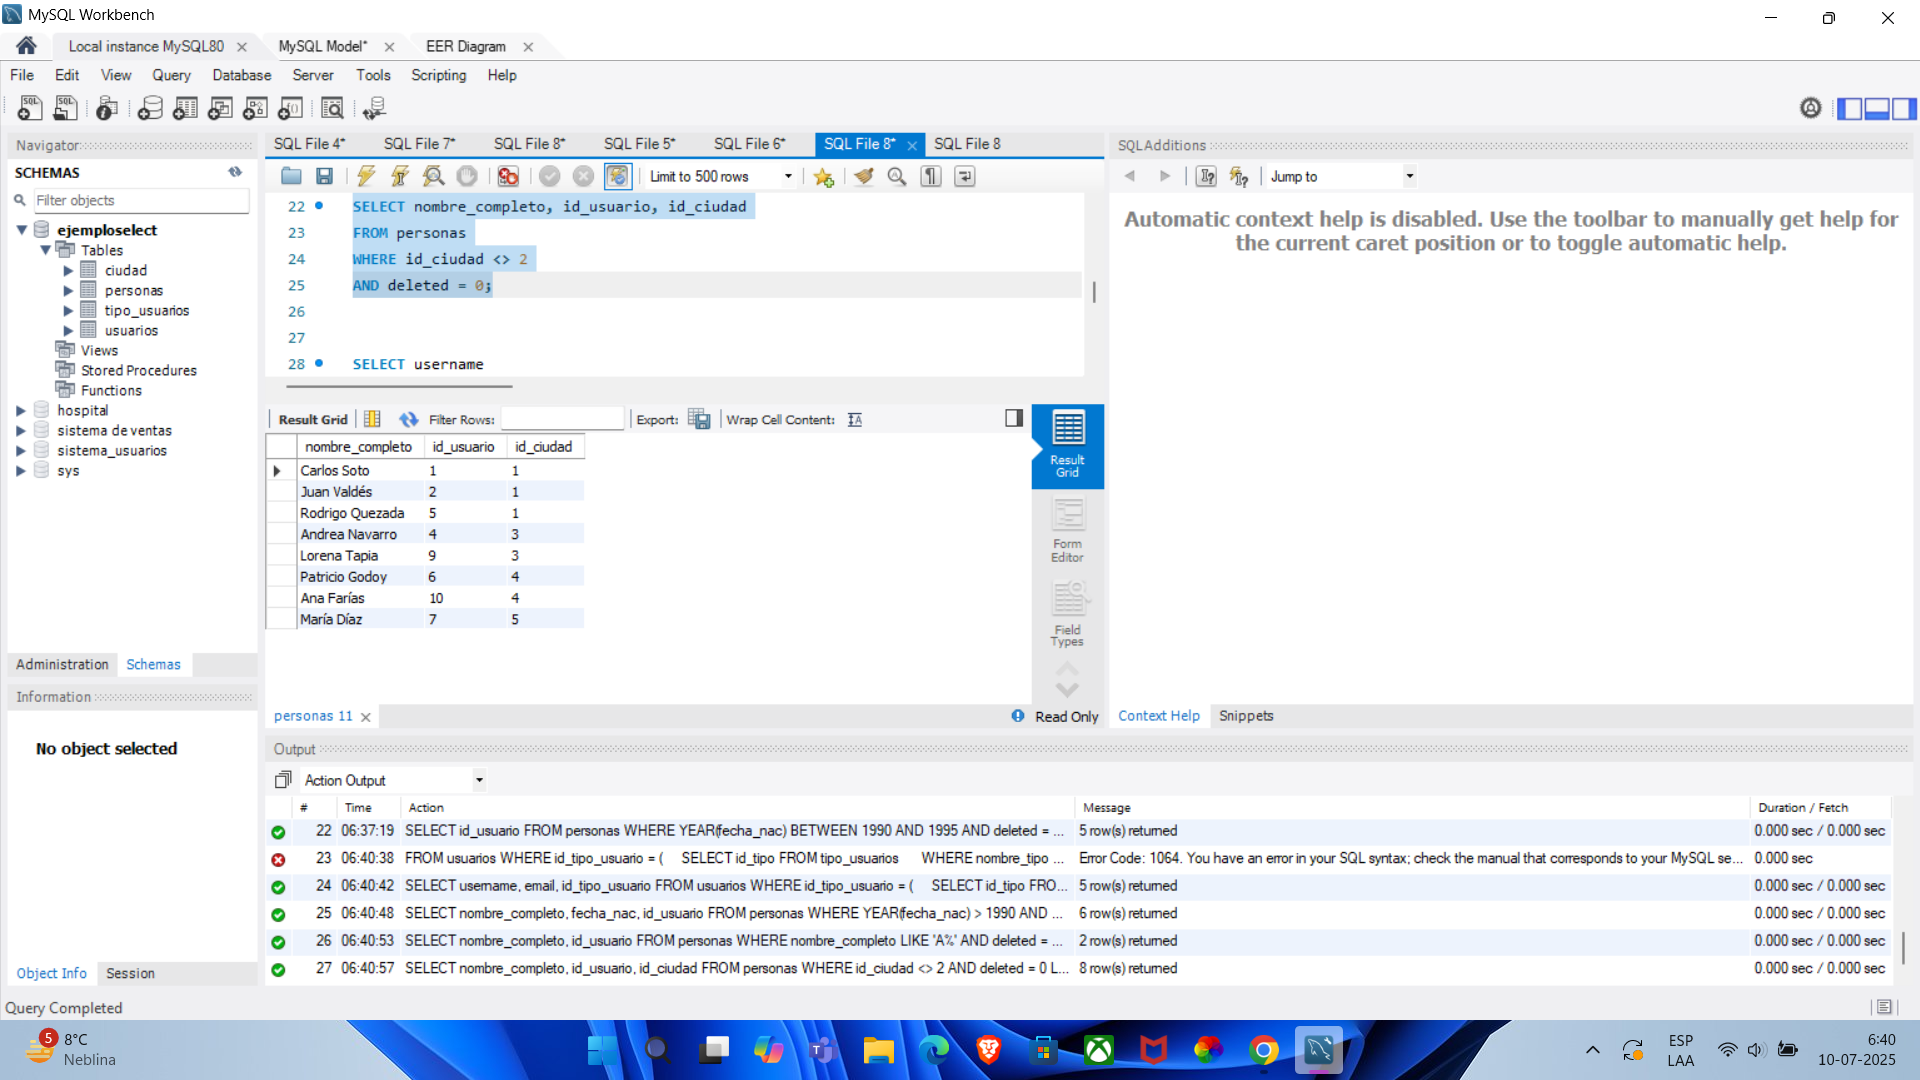 MySQL Workbench
Local instance MySQL80
MySQL Model*
EER Diagram
File Edit View Query Database Server Tools Scripting Help
Navigator
SCHEMAS
Filter objects
ejemploselect
Tables
ciudad
personas
tipo_usuarios
usuarios
Views
Stored Procedures
Functions
hospital
sistema de ventas
sistema_usuarios
sys
Administration Schemas
Information
No object selected
Object Info Session
SQL File 4* SQL File 7* SQL File 8* SQL File 5* SQL File 6* SQL File 8* SQL File 8
Limit to 500 rows
22 SELECT nombre_completo, id_usuario, id_ciudad
23 FROM personas
24 WHERE id_ciudad <> 2
25 AND deleted = 0;
26
27
28 SELECT username
Result Grid Filter Rows: Export: Wrap Cell Content:
nombre_completo id_usuario id_ciudad
Carlos Soto 1 1
Juan Valdés 2 1
Rodrigo Quezada 5 1
Andrea Navarro 4 3
Lorena Tapia 9 3
Patricio Godoy 6 4
Ana Farías 10 4
María Díaz 7 5
Result
Grid
Form
Editor
Field
Types
personas 11
Read Only
SQLAdditions
Jump to
Automatic context help is disabled. Use the toolbar to manually get help for
the current caret position or to toggle automatic help.
Context Help Snippets
Output
Action Output
# Time Action Message Duration / Fetch
22 06:37:19 SELECT id_usuario FROM personas WHERE YEAR(fecha_nac) BETWEEN 1990 AND 1995 AND deleted = ... 5 row(s) returned 0.000 sec / 0.000 sec
23 06:40:38 FROM usuarios WHERE id_tipo_usuario = ( SELECT id_tipo FROM tipo_usuarios WHERE nombre_tipo ... Error Code: 1064. You have an error in your SQL syntax; check the manual that corresponds to your MySQL se... 0.000 sec
24 06:40:42 SELECT username, email, id_tipo_usuario FROM usuarios WHERE id_tipo_usuario = ( SELECT id_tipo FRO... 5 row(s) returned 0.000 sec / 0.000 sec
25 06:40:48 SELECT nombre_completo, fecha_nac, id_usuario FROM personas WHERE YEAR(fecha_nac) > 1990 AND ... 6 row(s) returned 0.000 sec / 0.000 sec
26 06:40:53 SELECT nombre_completo, id_usuario FROM personas WHERE nombre_completo LIKE 'A%' AND deleted = ... 2 row(s) returned 0.000 sec / 0.000 sec
27 06:40:57 SELECT nombre_completo, id_usuario, id_ciudad FROM personas WHERE id_ciudad <> 2 AND deleted = 0 L... 8 row(s) returned 0.000 sec / 0.000 sec
Query Completed
5
8°C
Neblina
ESP
LAA
6:40
10-07-2025